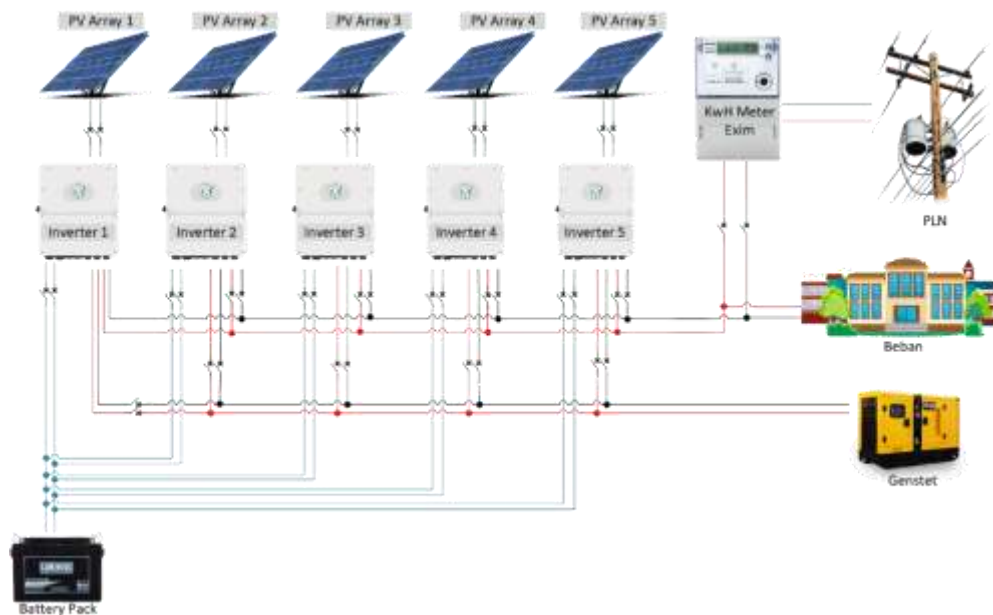 PV Array 1
PV Array 2
PV Array 3
PV Array 4
PV Array 5
KwH Meter
Exim
PLN
Inverter 1
Inverter 2
Inverter 3
Inverter 4
Inverter 5
Beban
Genstet
Battery Pack